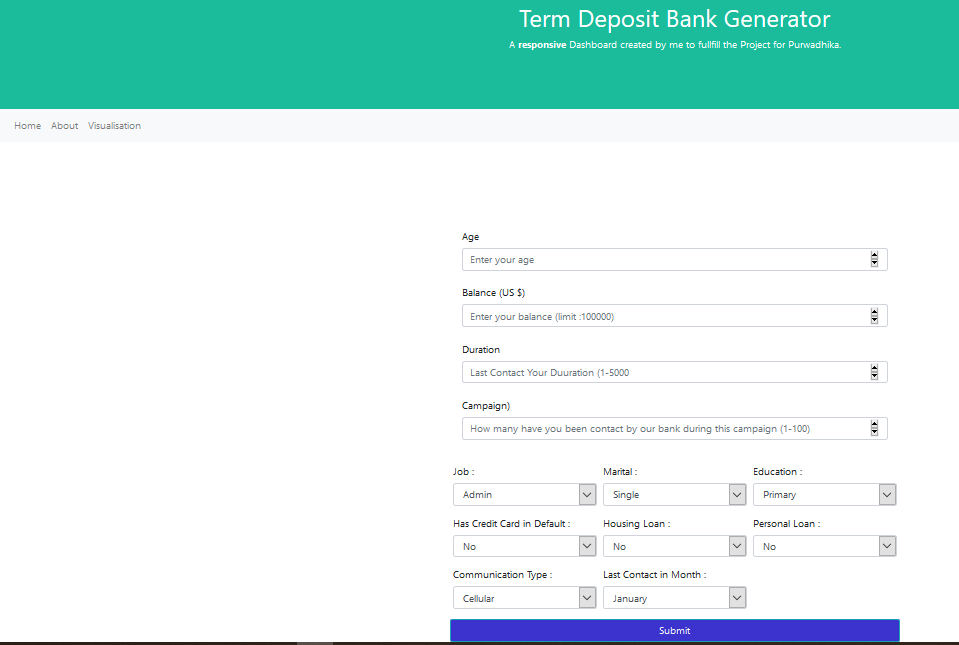 Term Deposit Bank Generator
A responsive Dashboard created by me to fullfill the Project for Purwadhika.
Home About Visualisation
Age
Enter your age
Balance (US $)
Enter your balance (limit :100000)
Duration
Last Contact Your Duuration (1-5000
Campaign)
How many have you been contact by our bank during this campaign (1-100)
Job : Marital : Education :
Admin Single Primary
Has Credit Card in Default : Housing Loan : Personal Loan :
No No No
Communication Type : Last Contact in Month :
Cellular January
Submit